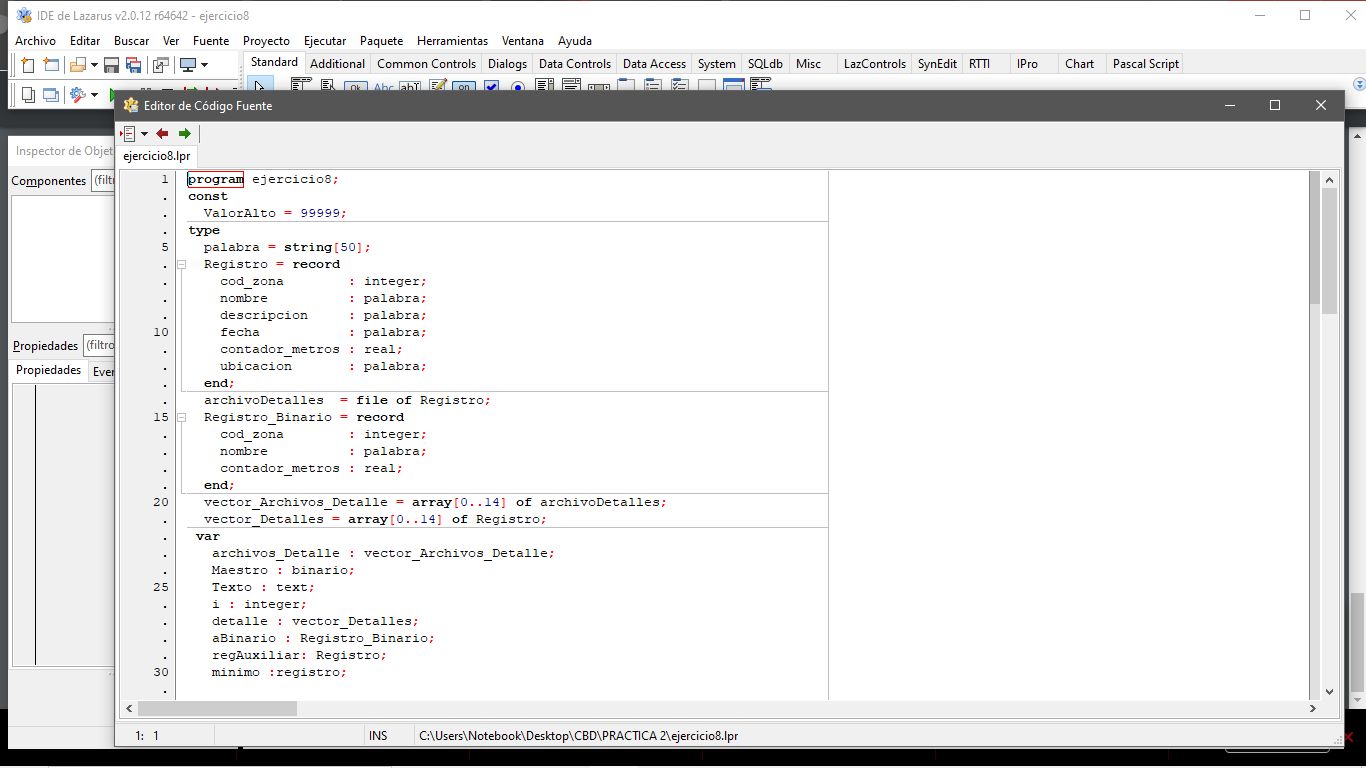 IDE de Lazarus v2.0.12 r64642 - ejercicio8
Archivo Editar Buscar Ver Fuente Proyecto Ejecutar Paquete Herramientas Ventana Ayuda
Standard Additional Common Controls Dialogs Data Controls Data Access System SQLdb Misc LazControls SynEdit RTTI IPro Chart Pascal Script
Editor de Código Fuente
Inspector de Objet
Componentes (filtr
Propiedades (filtro
Propiedades Ever
ejercicio8.lpr
1 program ejercicio8;
. const
. ValorAlto = 99999;
. type
5 palabra = string[50];
. Registro = record
. cod_zona : integer;
. nombre : palabra;
. descripcion : palabra;
10 fecha : palabra;
. contador_metros : real;
. ubicacion : palabra;
. end;
. archivoDetalles = file of Registro;
15 Registro_Binario = record
. cod_zona : integer;
. nombre : palabra;
. contador_metros : real;
. end;
20 vector_Archivos_Detalle = array[0..14] of archivoDetalles;
. vector_Detalles = array[0..14] of Registro;
. var
. archivos_Detalle : vector_Archivos_Detalle;
. Maestro : binario;
25 Texto : text;
. i : integer;
. detalle : vector_Detalles;
. aBinario : Registro_Binario;
. regAuxiliar: Registro;
30 minimo :registro;
.
1: 1 INS C:\Users\Notebook\Desktop\CBD\PRACTICA 2\ejercicio8.lpr